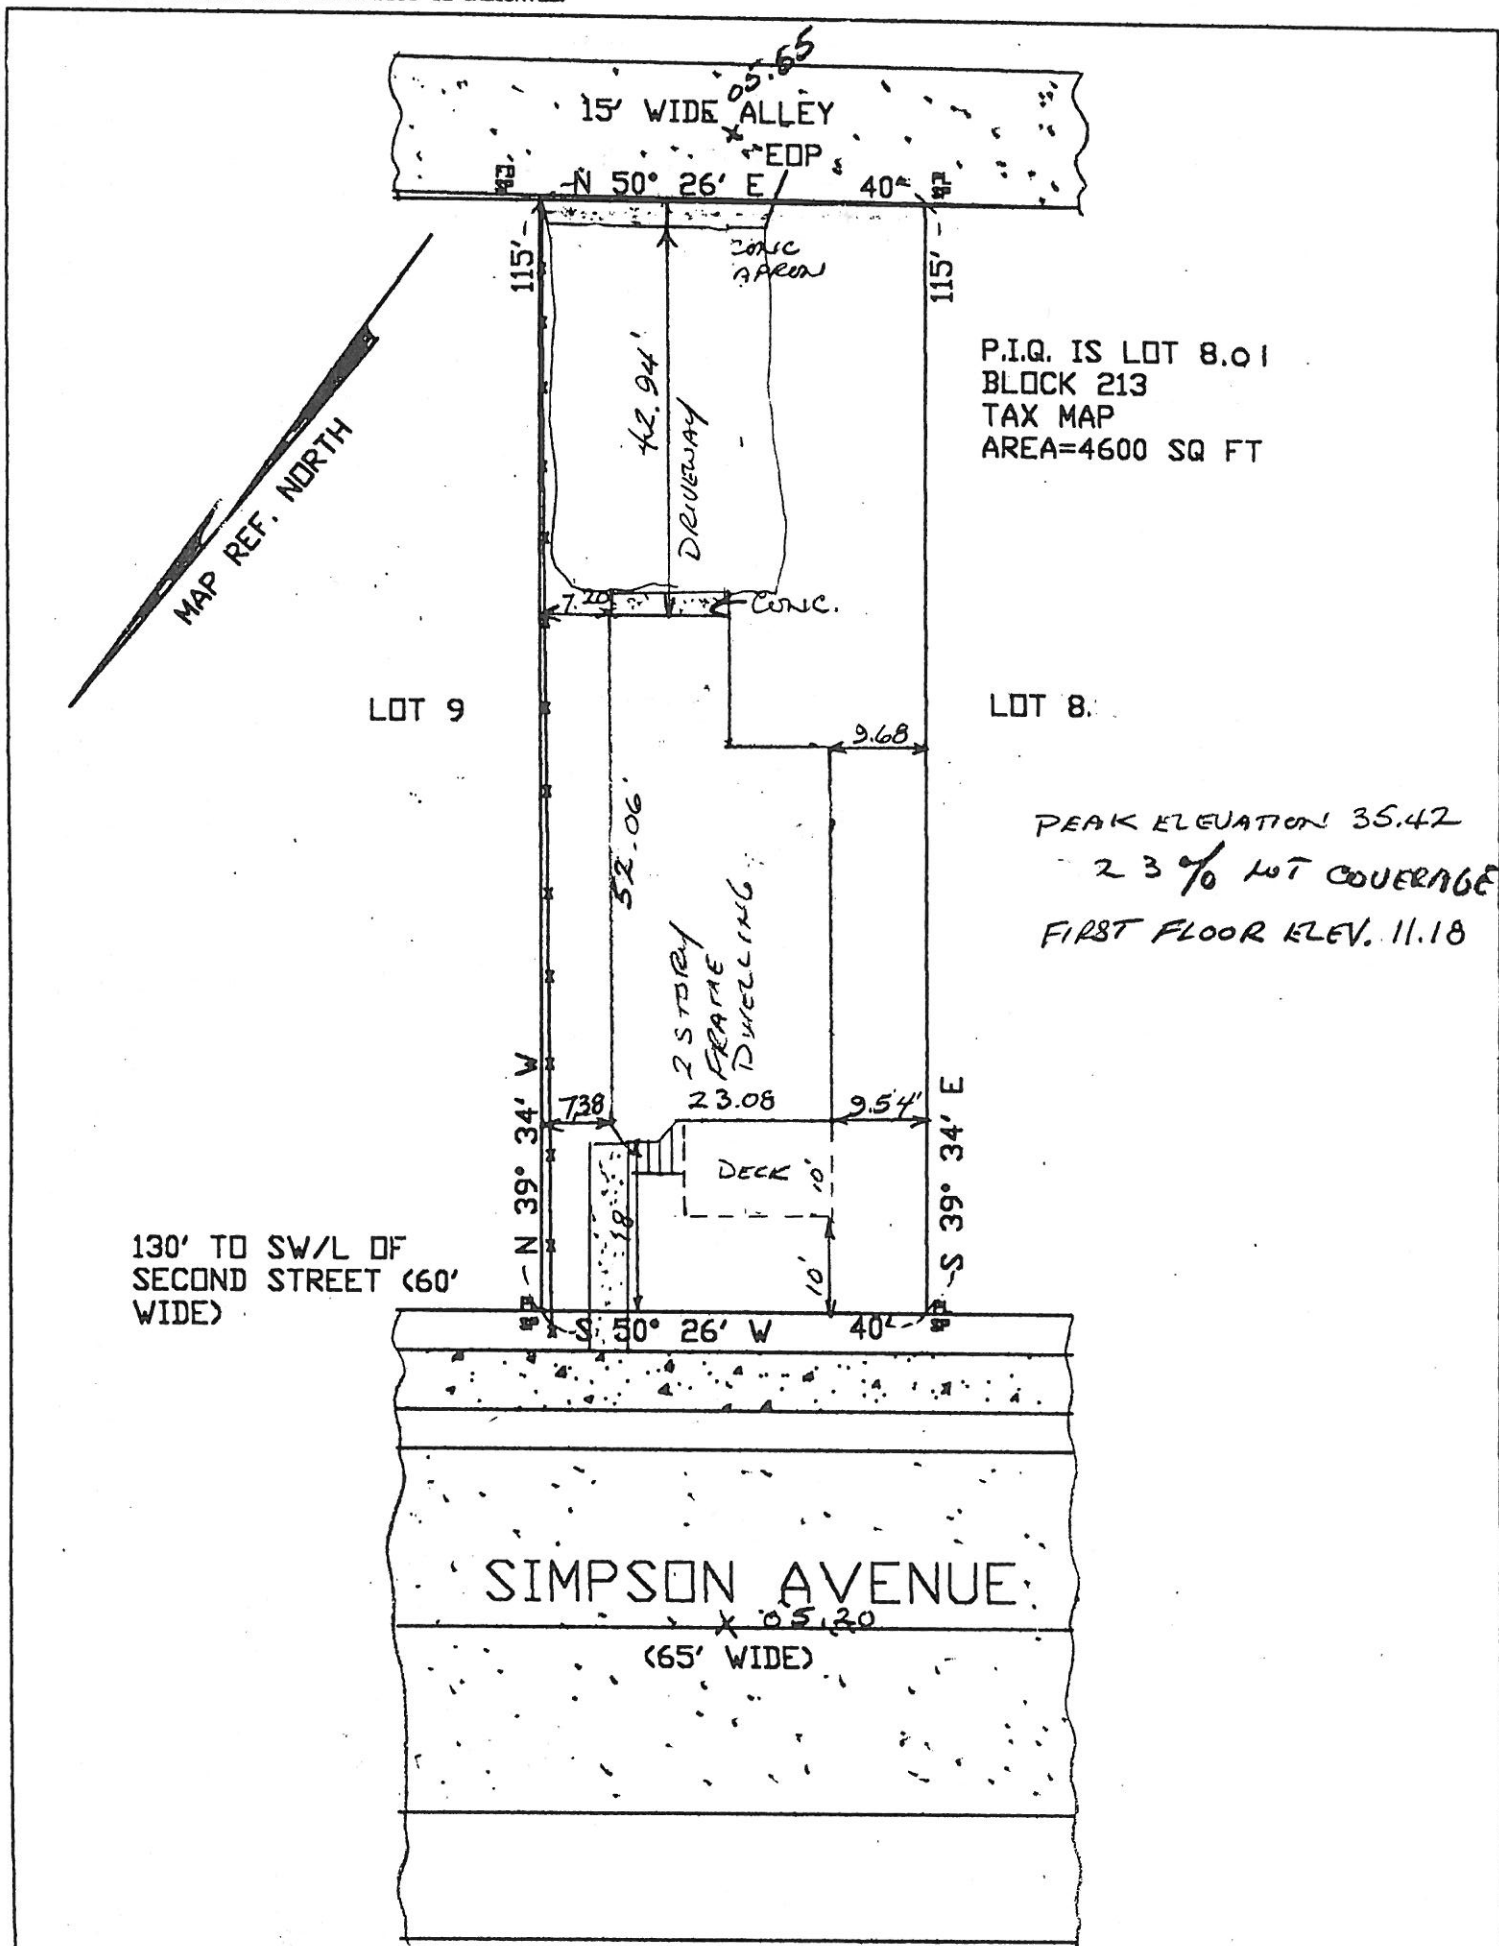 05.65
15' WIDE ALLEY
EOP
N 50° 26' E 40'
115'
115'
CONC
APRON
MAP REF. NORTH
42.94'
DRIVEWAY
P.I.Q. IS LOT 8.01
BLOCK 213
TAX MAP
AREA=4600 SQ FT
7.20
CONC.
LOT 9
LOT 8.
9.68
52.06'
PEAK ELEVATION 35.42
23% LOT COVERAGE
FIRST FLOOR ELEV. 11.18
2 STORY
FRAME
DWELLING
7.38
23.08
9.54'
N 39° 34' W
S 39° 34' E
DECK
10'
18'
10'
130' TO SW/L OF
SECOND STREET (60'
WIDE)
S 50° 26' W 40'
SIMPSON AVENUE
05.20
(65' WIDE)